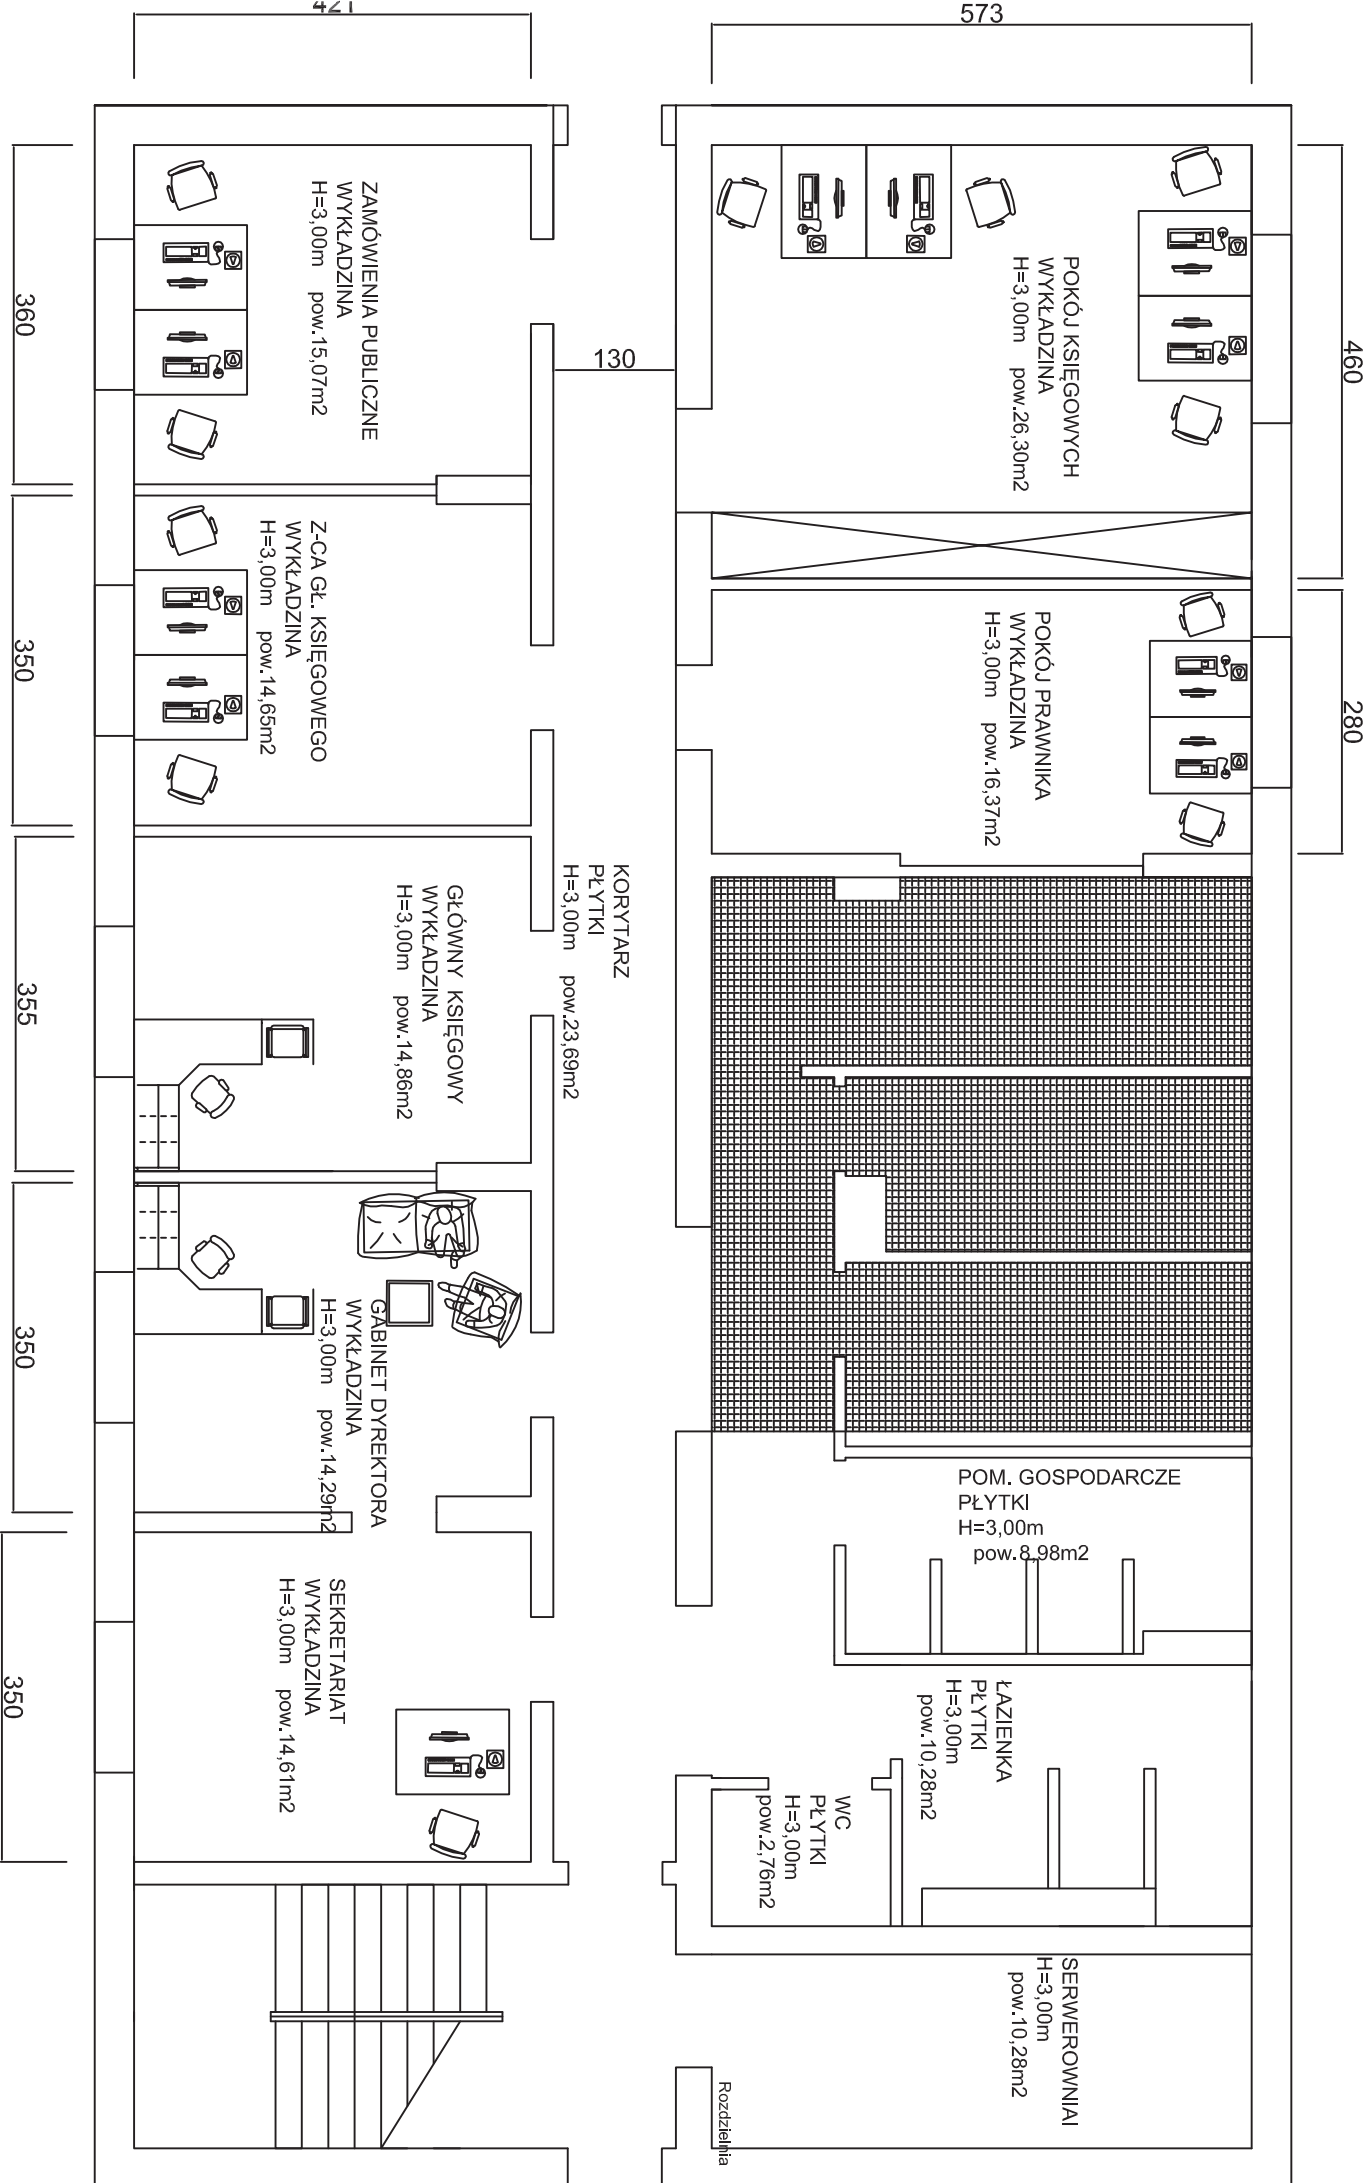 421
573
ZAMÓWIENIA PUBLICZNE
WYKŁADZINA
H=3,00m pow.15,07m2
POKÓJ KSIĘGOWYCH
WYKŁADZINA
H=3,00m pow.26,30m2
360
130
460
Z-CA GŁ. KSIĘGOWEGO
WYKŁADZINA
H=3,00m pow.14,65m2
POKÓJ PRAWNIKA
WYKŁADZINA
H=3,00m pow.16,37m2
350
280
KORYTARZ
PŁYTKI
H=3,00m pow.23,69m2
GŁÓWNY KSIĘGOWY
WYKŁADZINA
H=3,00m pow.14,86m2
355
GABINET DYREKTORA
WYKŁADZINA
H=3,00m pow.14,29m2
350
POM. GOSPODARCZE
PŁYTKI
H=3,00m
pow.8,98m2
SEKRETARIAT
WYKŁADZINA
H=3,00m pow.14,61m2
350
ŁAZIENKA
PŁYTKI
H=3,00m
pow.10,28m2
WC
PŁYTKI
H=3,00m
pow.2,76m2
SERWEROWNIAI
H=3,00m
pow.10,28m2
Rozdzielnia